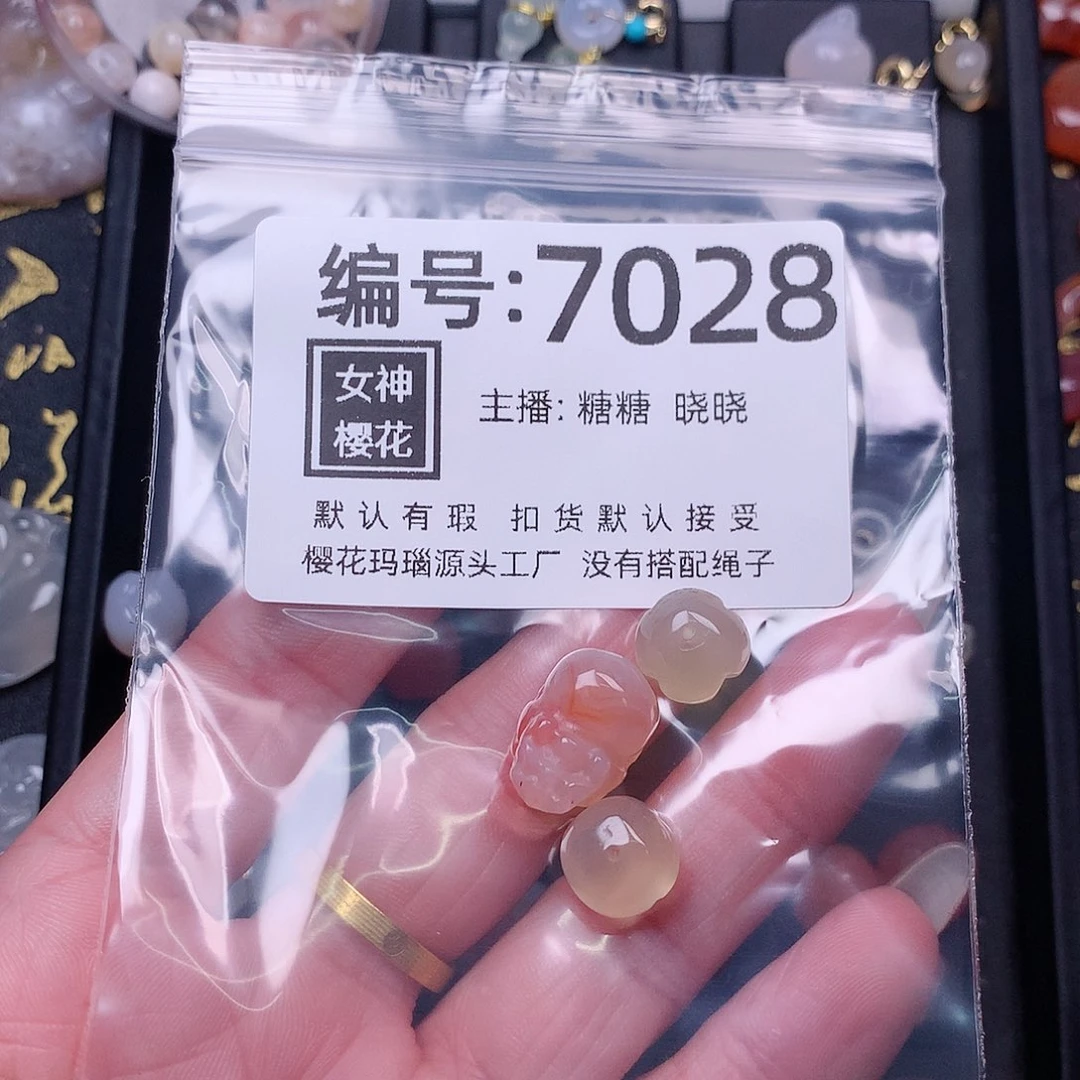 编号:7028
女神
樱花
主播: 糖糖 晓晓
默认有瑕 扣货默认接受
樱花玛瑙源头工厂 没有搭配绳子